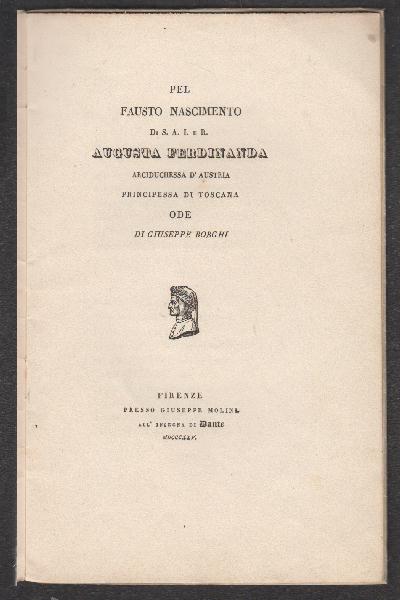 PEL
FAUSTO NASCIMENTO
DI S. A. I. E R.
AUGUSTA FERDINANDA
ARCIDUCHESSA D' AUSTRIA
PRINCIPESSA DI TOSCANA
ODE
DI GIUSEPPE BORGHI
FIRENZE
PRESSO GIUSEPPE MOLINI
ALL' INSEGNA DI Dante
MDCCCXXV.